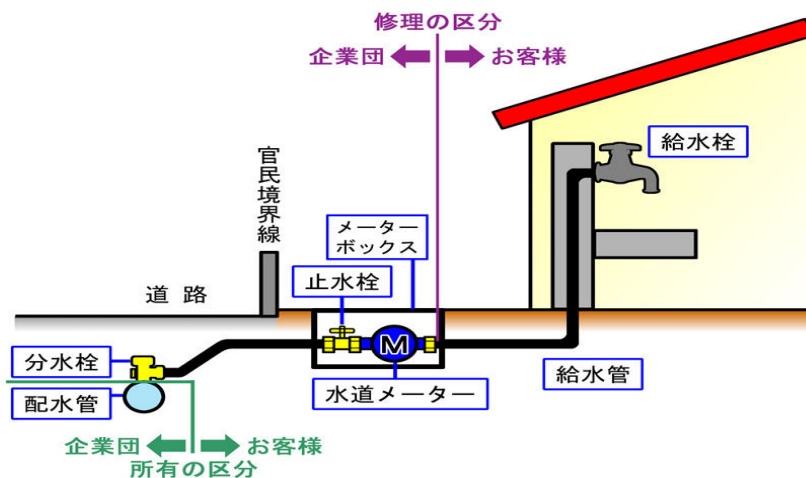 修理の区分
企業団 お客様
給水栓
官民境界線
メーター
ボックス
止水栓
道路
M
分水栓
配水管
水道メーター
給水管
企業団 お客様
所有の区分